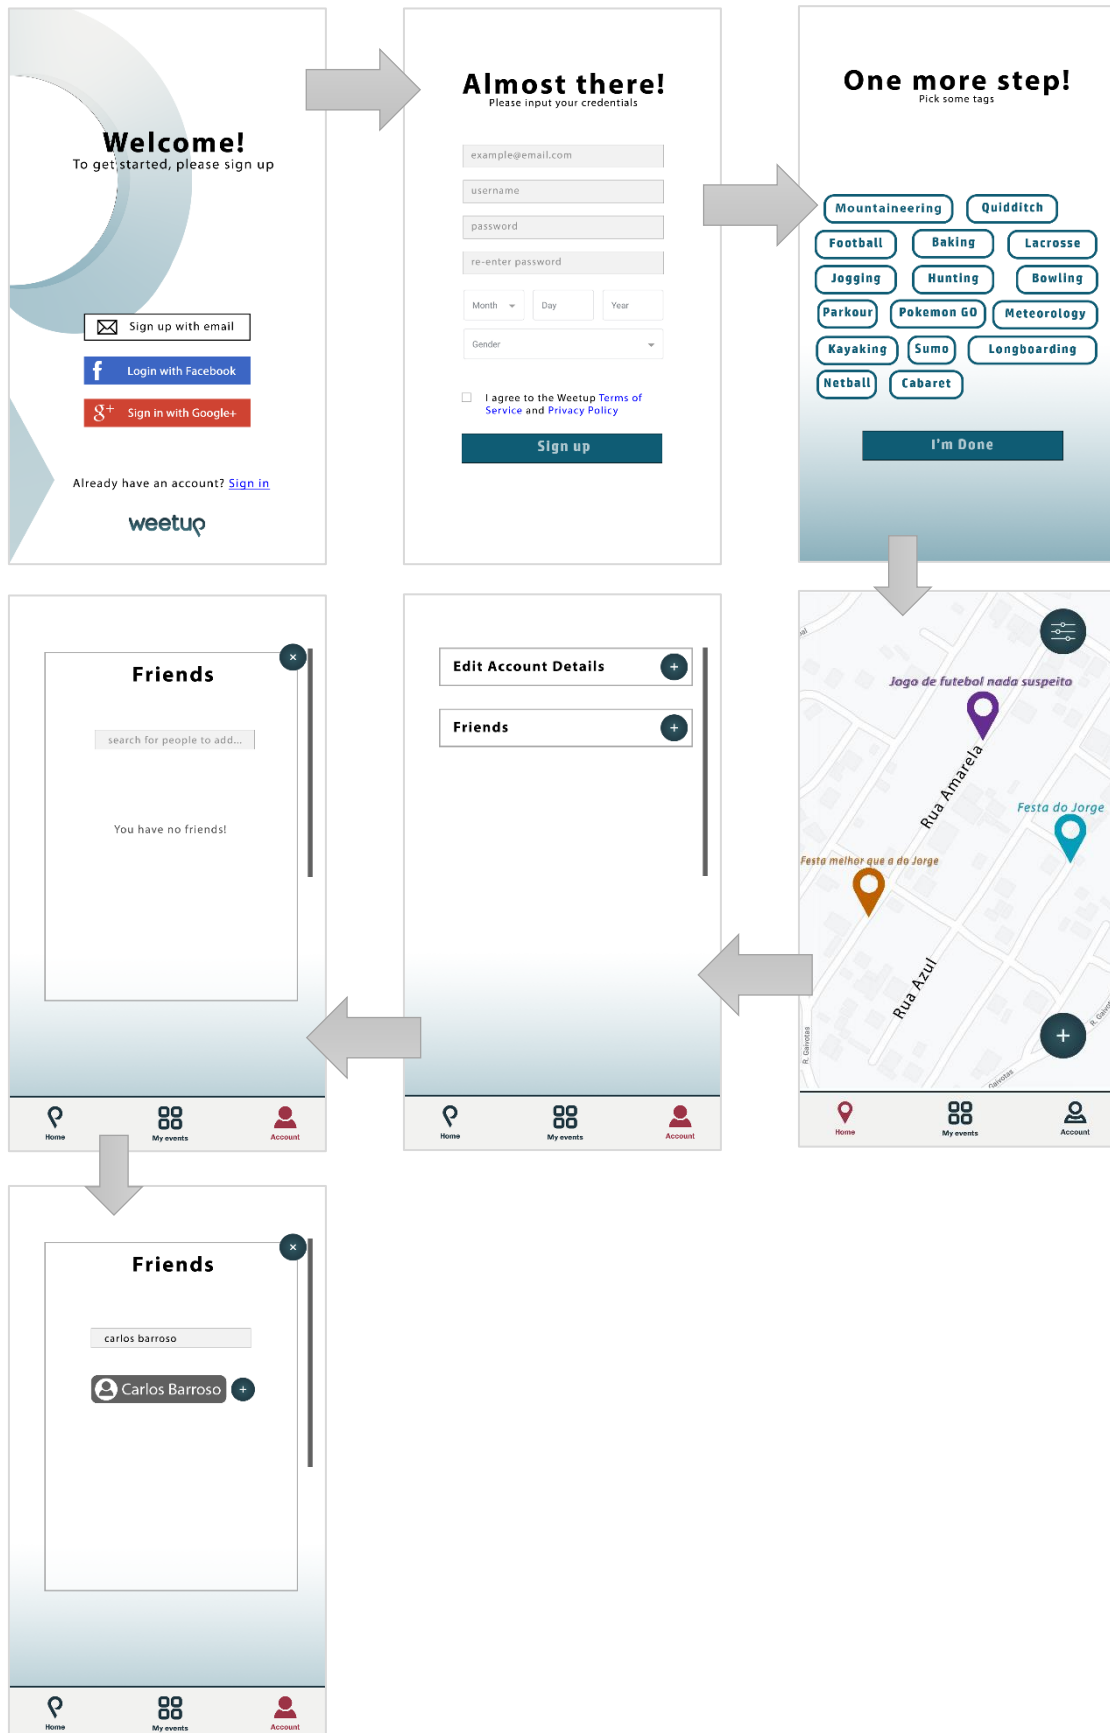 Welcome!
To get started, please sign up
Sign up with email
f Login with Facebook
g+ Sign in with Google+
Already have an account? Sign in
weetup
Almost there!
Please input your credentials
example@email.com
username
password
re-enter password
Month Day Year
Gender
I agree to the Weetup Terms of
Service and Privacy Policy
Sign up
One more step!
Pick some tags
Mountaineering Quidditch
Football Baking Lacrosse
Jogging Hunting Bowling
Parkour Pokemon GO Meteorology
Kayaking Sumo Longboarding
Netball Cabaret
I'm Done
Jogo de futebol nada suspeito
Rua Amarela
Festa do Jorge
Festa melhor que a do Jorge
Rua Azul
R. Gaivotas
Gaivotas
R. Gaivotas
+
Home My events Account
Edit Account Details +
Friends +
Home My events Account
×
Friends
search for people to add...
You have no friends!
Home My events Account
×
Friends
carlos barroso
Carlos Barroso +
Home My events Account